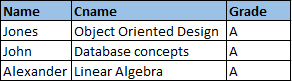 Name Cname Grade
Jones Object Oriented Design A
John Database concepts A
Alexander Linear Algebra A